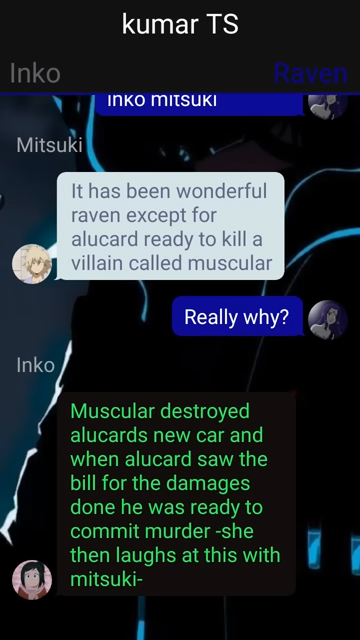 kumar TS
Inko
Raven
inko mitsuki
Mitsuki
It has been wonderful
raven except for
alucard ready to kill a
villain called muscular
Really why?
Inko
Muscular destroyed
alucards new car and
when alucard saw the
bill for the damages
done he was ready to
commit murder -she
then laughs at this with
mitsuki-